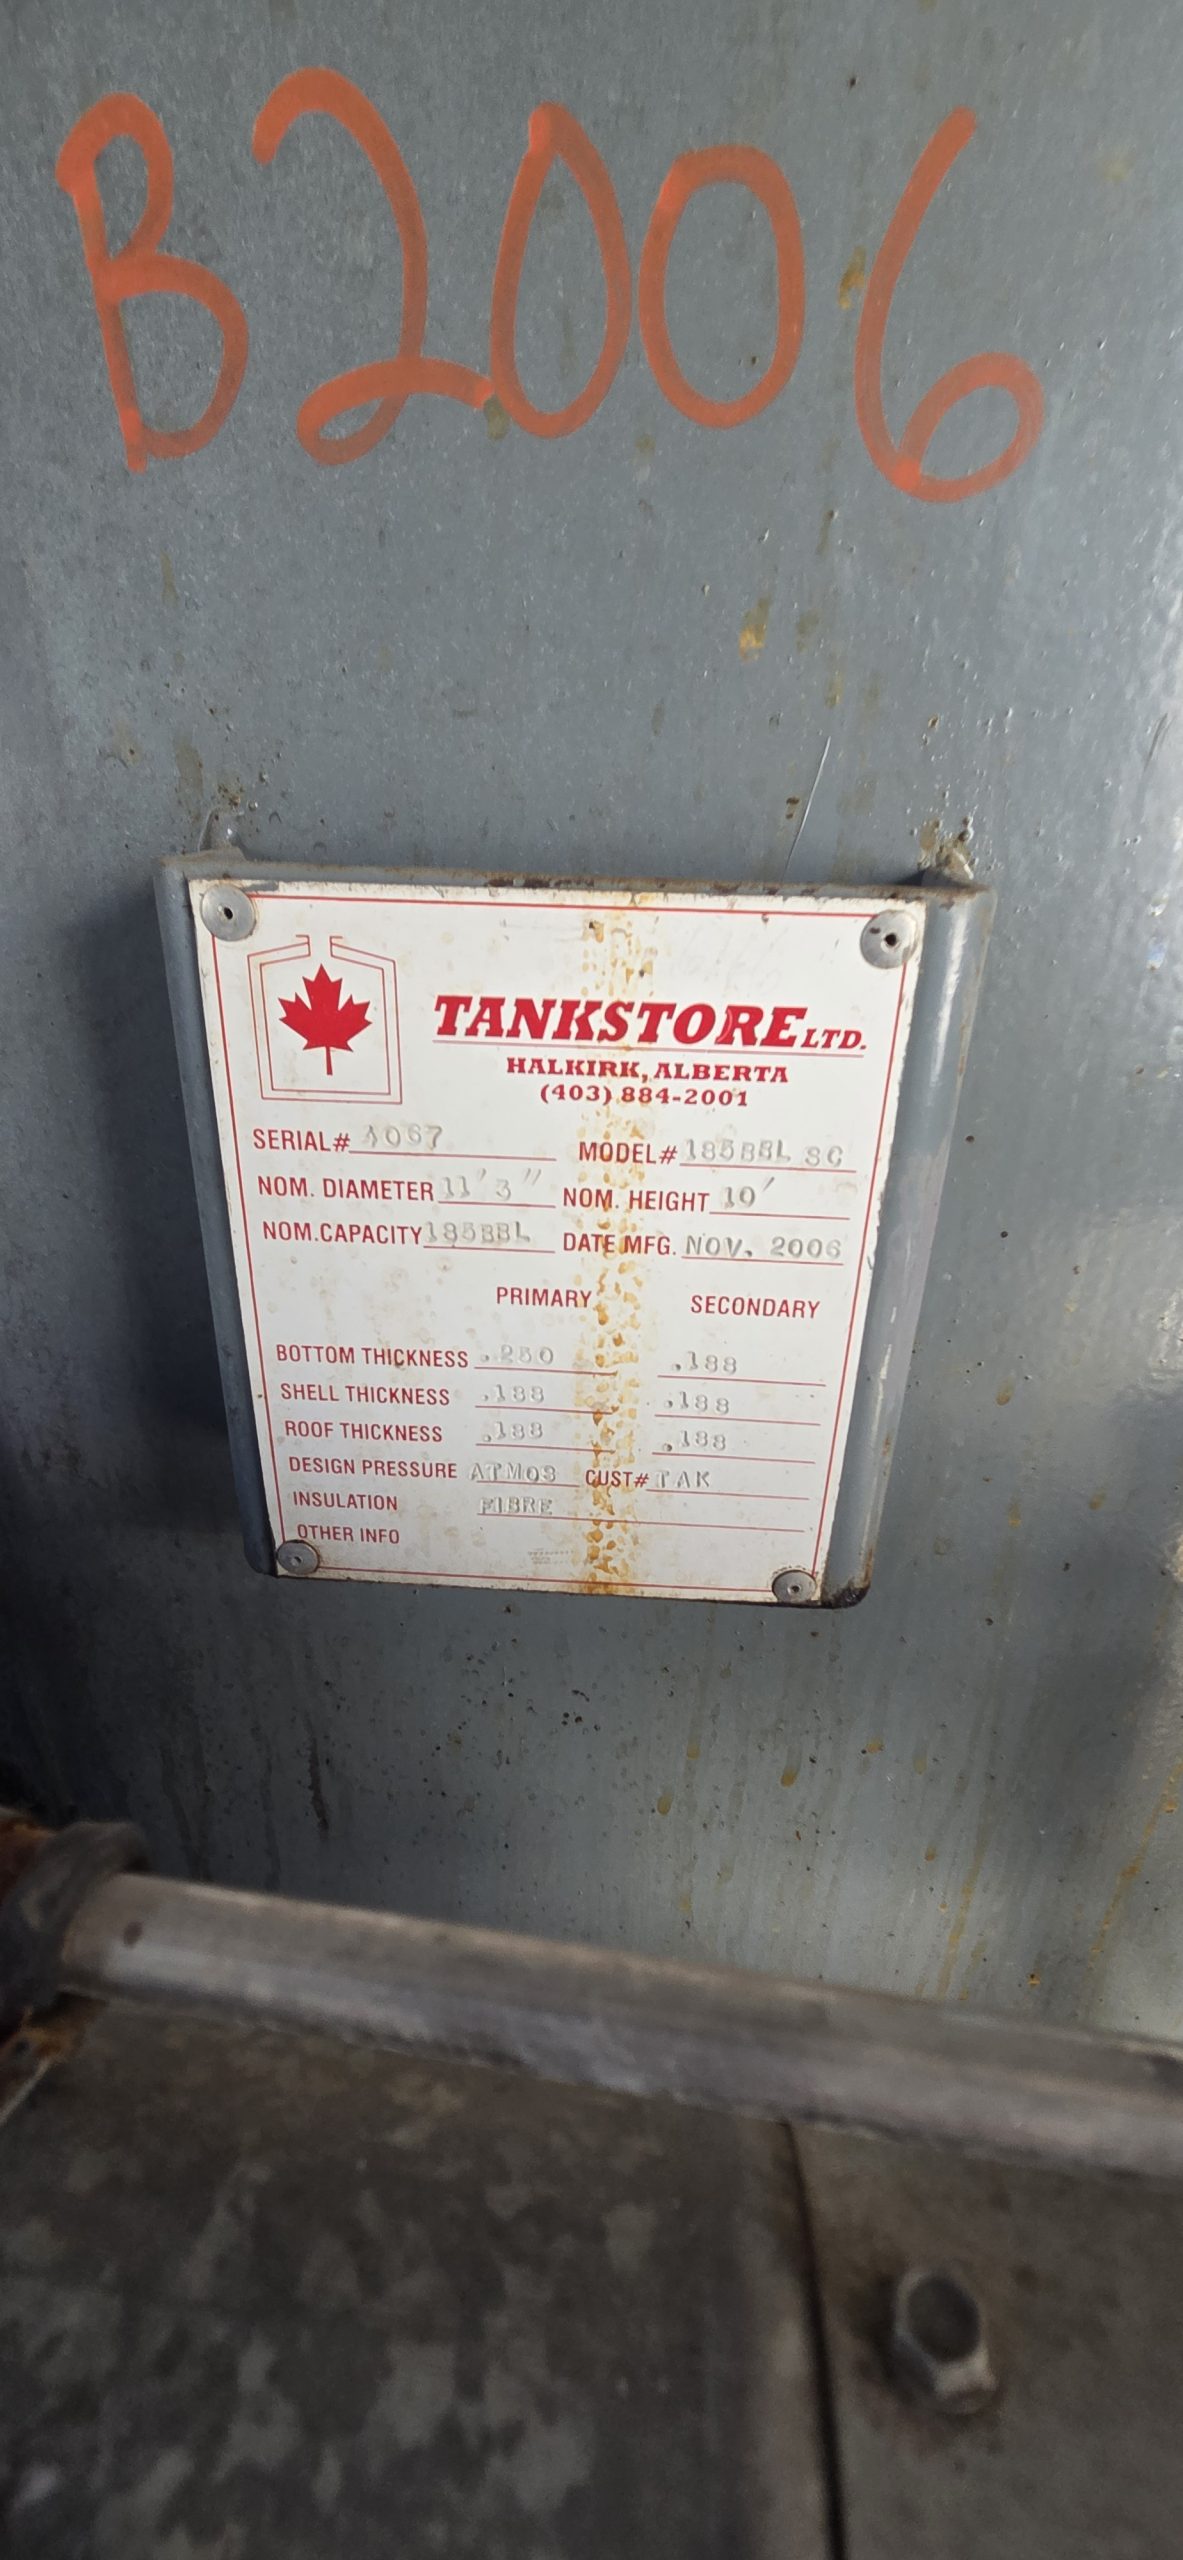 B2006
TANKSTORE LTD.
HALKIRK, ALBERTA
(403) 884-2001
SERIAL# 1067 MODEL# 185BBL SC
NOM. DIAMETER 11'3" NOM. HEIGHT 10'
NOM.CAPACITY 185BBL DATE MFG. NOV. 2006
PRIMARY SECONDARY
BOTTOM THICKNESS .250 .188
SHELL THICKNESS .188 .188
ROOF THICKNESS .188 .188
DESIGN PRESSURE ATMOS CUST# TAK
INSULATION FIBRE
OTHER INFO